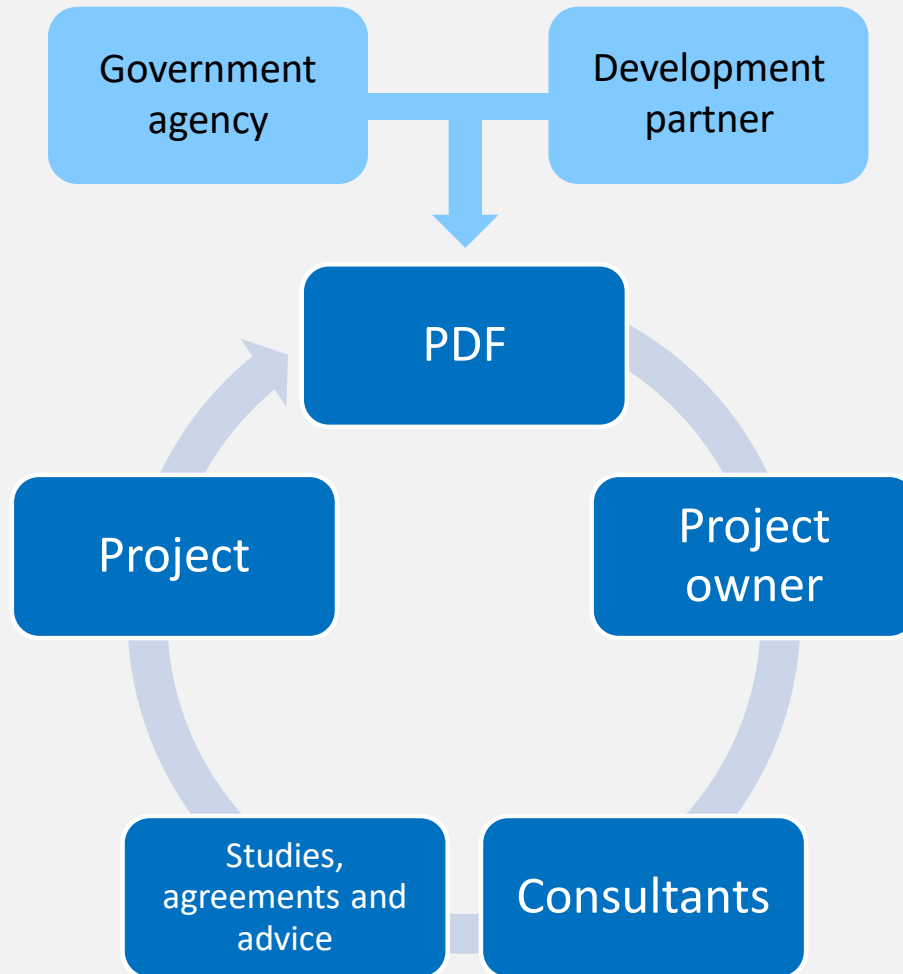 Government
agency
Development
partner
PDF
Project
Project
owner
Studies,
agreements and
advice
Consultants